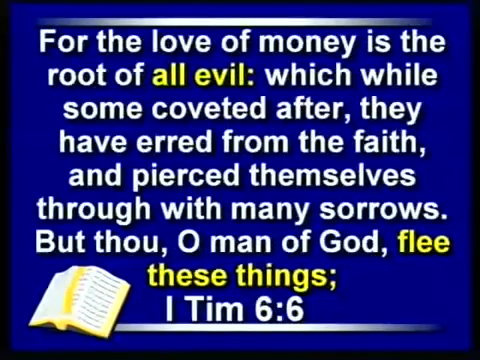 For the love of money is the
root of all evil: which while
some coveted after, they
have erred from the faith,
and pierced themselves
through with many sorrows.
But thou, O man of God, flee
these things;
I Tim 6:6